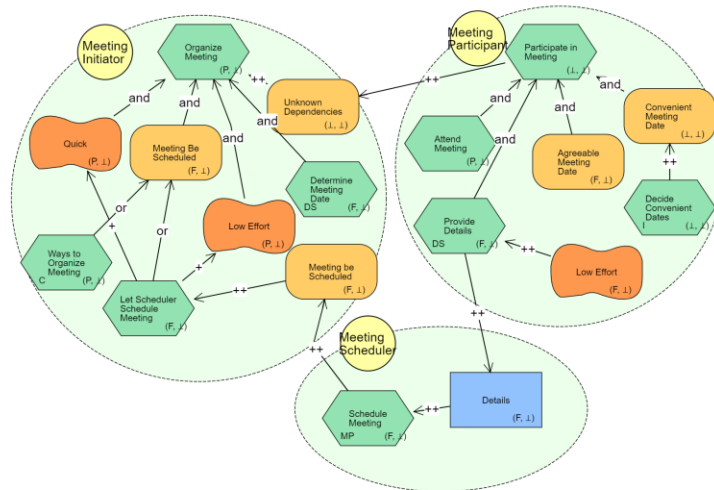 Meeting
Initiator
Organize
Meeting
(P, ⊥)
++
Unknown
Dependencies
(⊥, ⊥)
and
and
and
and
and
Quick
(P, ⊥)
Meeting Be
Scheduled
(F, ⊥)
Determine
Meeting
Date
DS
(F, ⊥)
or
+
or
Low Effort
(P, ⊥)
+
Ways to
Organize
Meeting
C
(P, ⊥)
Let Scheduler
Schedule
Meeting
(F, ⊥)
++
Meeting be
Scheduled
(F, ⊥)
++
Meeting
Participant
Participate in
Meeting
(⊥, ⊥)
++
and
and
and
and
Attend
Meeting
(P, ⊥)
Agreeable
Meeting
Date
(F, ⊥)
Convenient
Meeting
Date
(⊥, ⊥)
++
Decide
Convenient
Dates
I
(⊥, ⊥)
Provide
Details
DS
(F, ⊥)
++
Low Effort
(F, ⊥)
++
Meeting
Scheduler
Schedule
Meeting
MP
(F, ⊥)
++
Details
(F, ⊥)